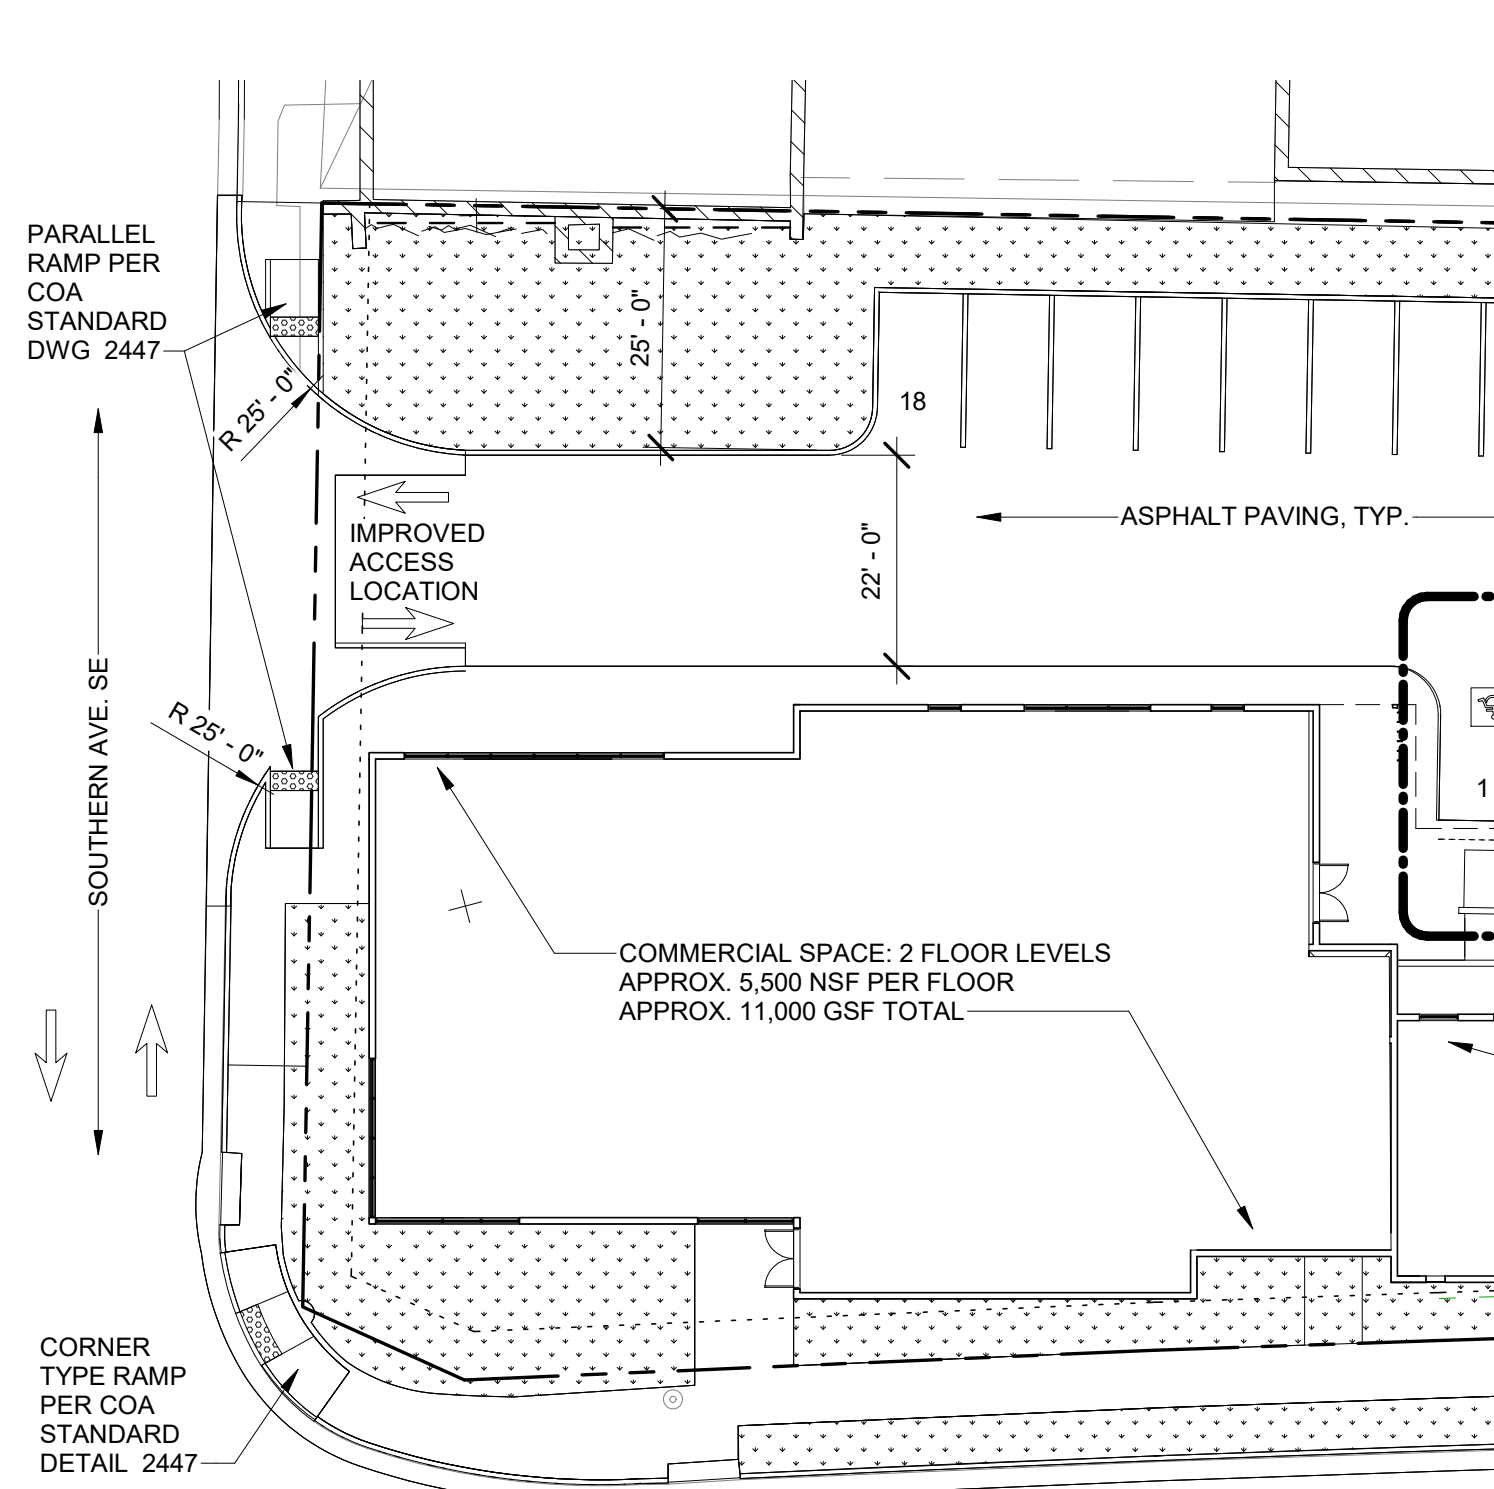 PARALLEL
RAMP PER
COA
STANDARD
DWG 2447
R 25' - 0"
25' - 0"
18
ASPHALT PAVING, TYP.
IMPROVED
ACCESS
LOCATION
22' - 0"
SOUTHERN AVE. SE
R 25' - 0"
1
COMMERCIAL SPACE: 2 FLOOR LEVELS
APPROX. 5,500 NSF PER FLOOR
APPROX. 11,000 GSF TOTAL
CORNER
TYPE RAMP
PER COA
STANDARD
DETAIL 2447